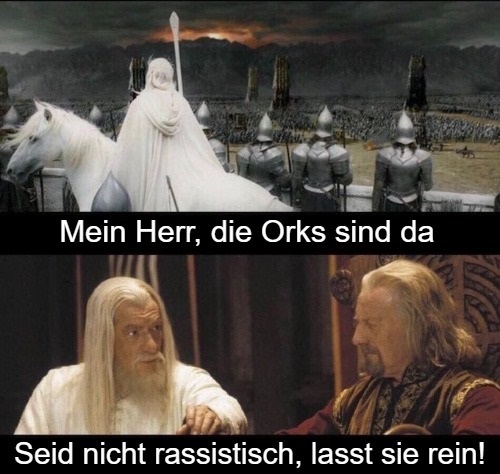 Mein Herr, die Orks sind da
Seid nicht rassistisch, lasst sie rein!